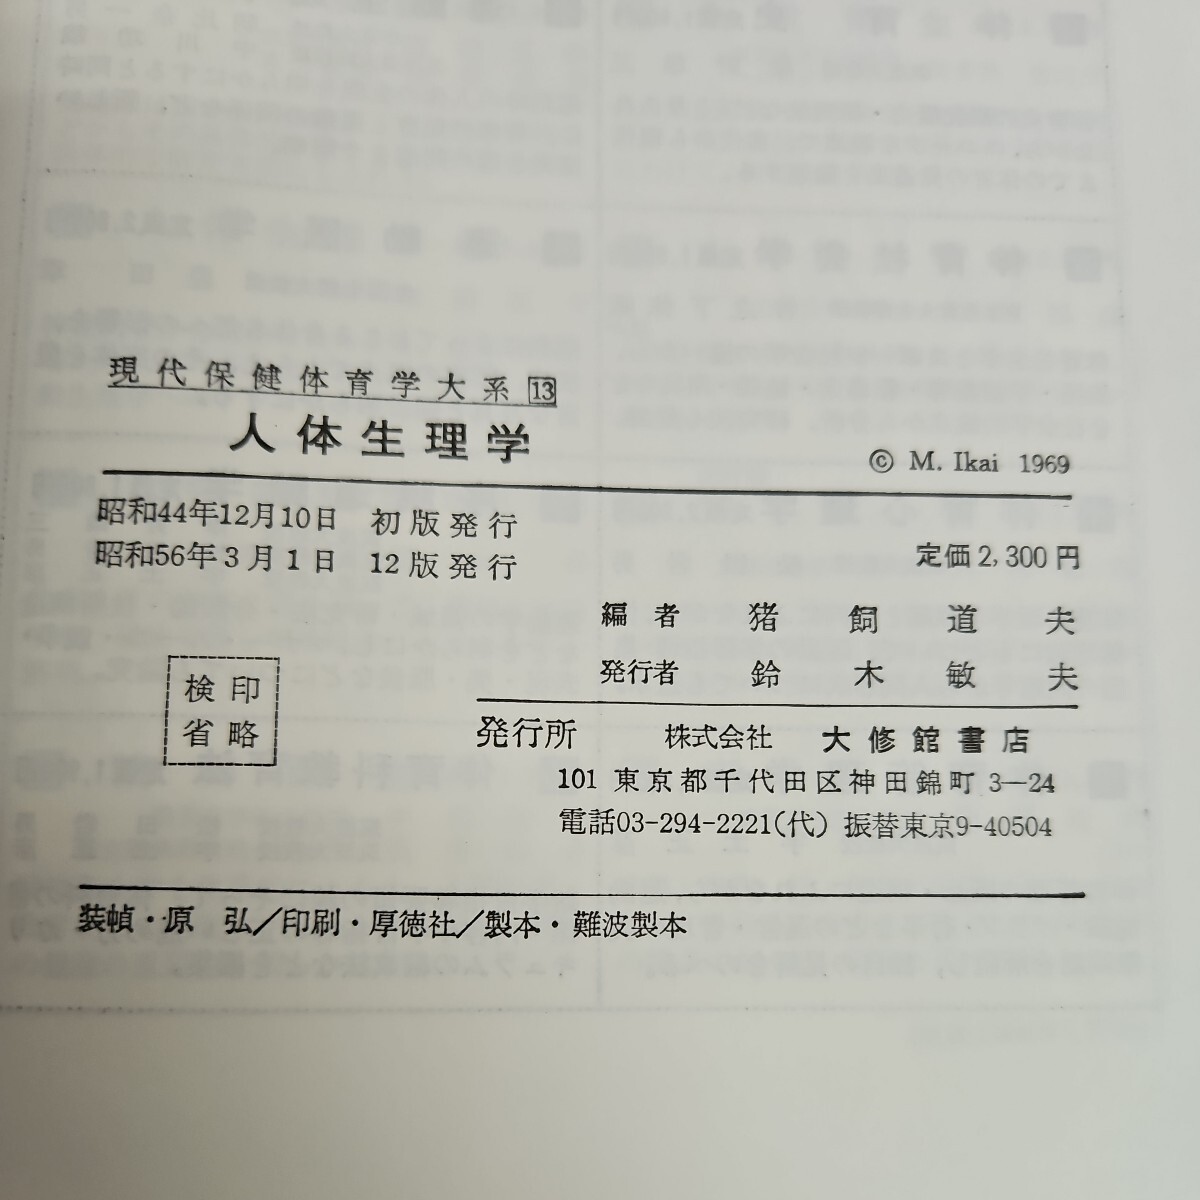 現代保健体育学大系 13
人体生理学
© M. Ikai 1969
昭和44年12月10日 初版発行
昭和56年3月1日 12版発行
定価2,300円
編者 猪飼道夫
発行者 鈴木敏夫
検印
省略
発行所 株式会社 大修館書店
101 東京都千代田区神田錦町 3—24
電話03-294-2221(代) 振替東京9-40504
装幀・原 弘/印刷・厚徳社/製本・難波製本